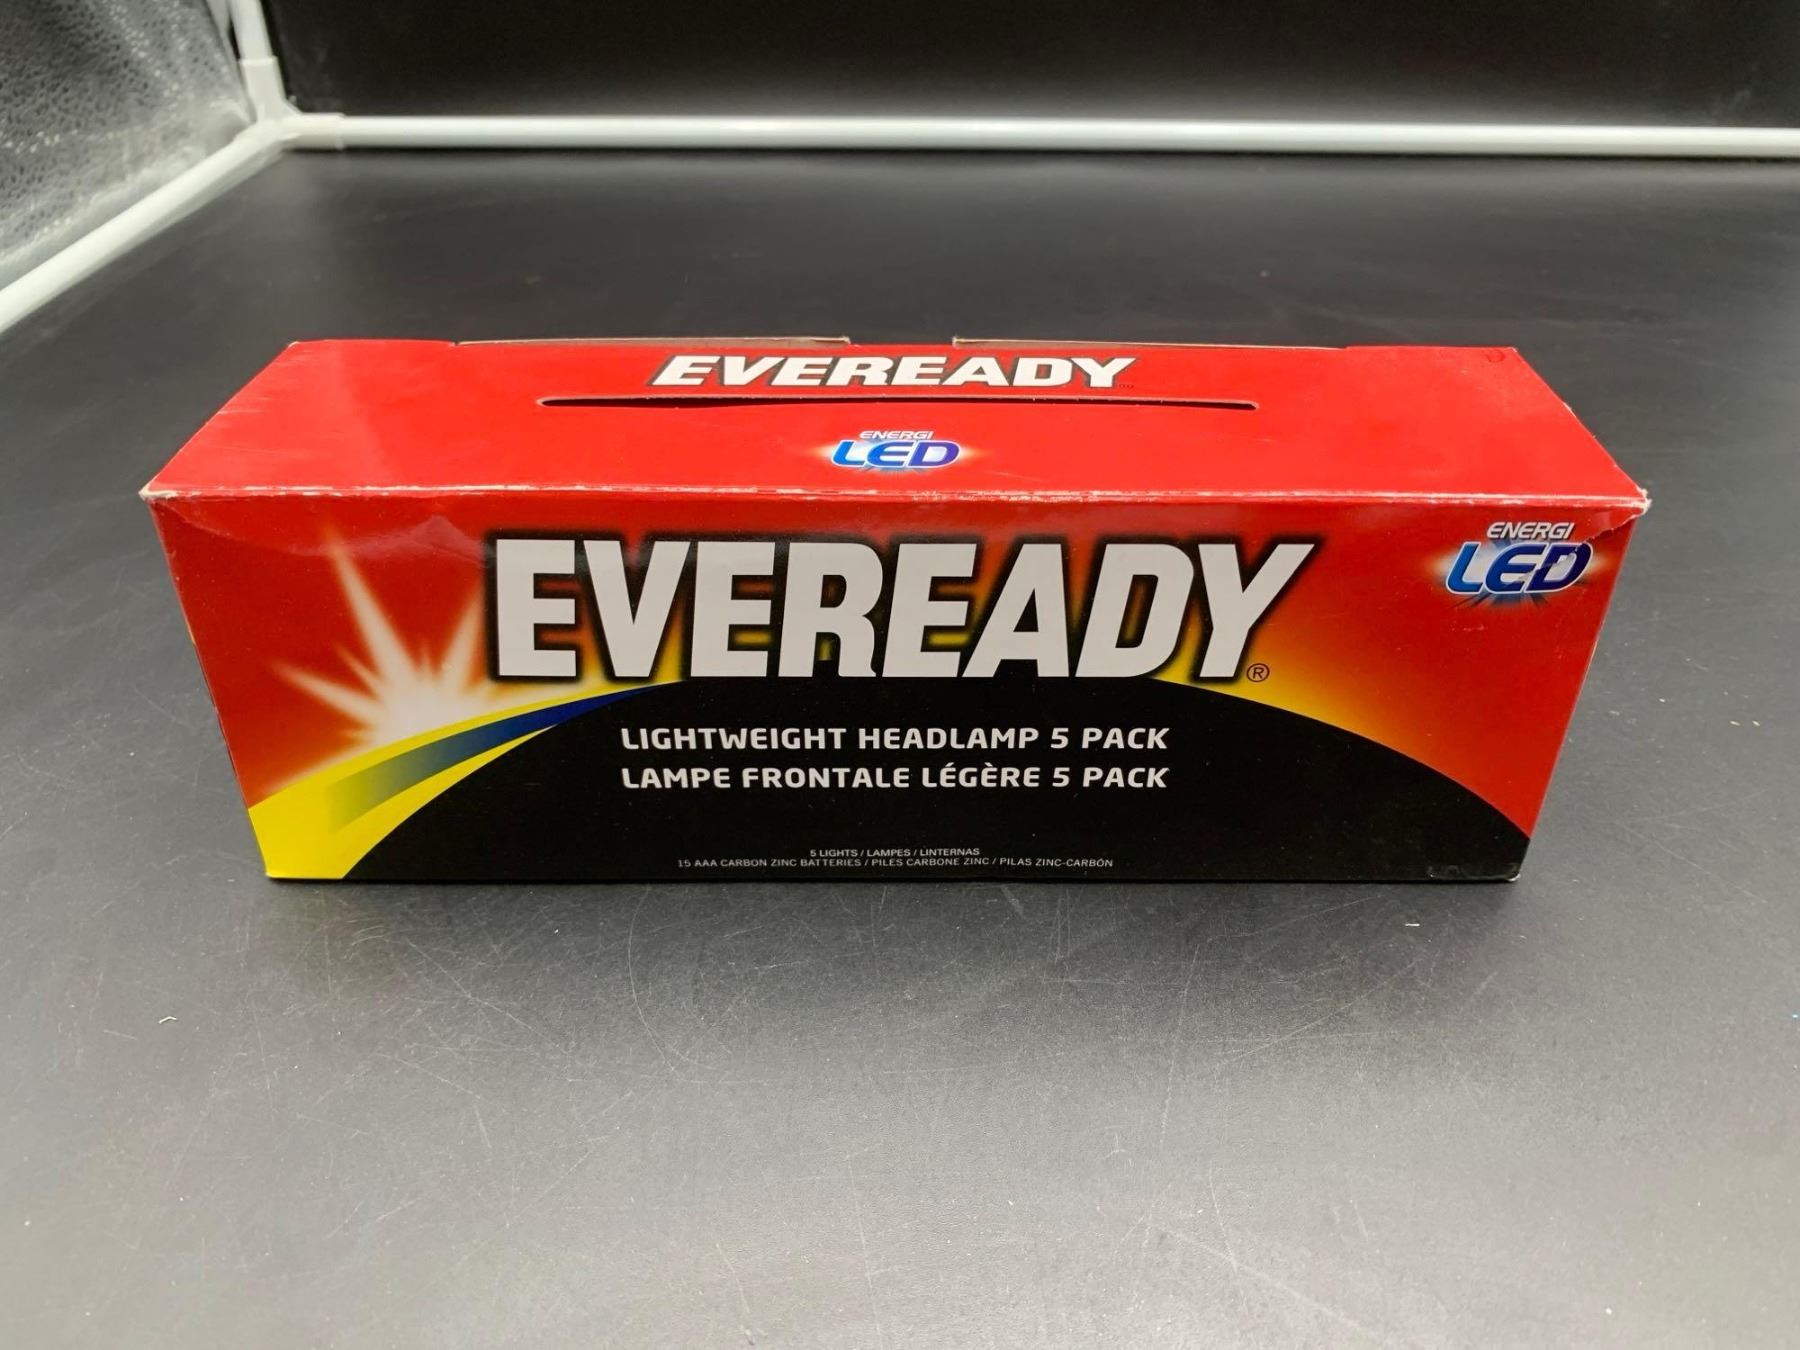 EVEREADY
ENERGI
LED
EVEREADY®
ENERGI
LED
LIGHTWEIGHT HEADLAMP 5 PACK
LAMPE FRONTALE LÉGÈRE 5 PACK
5 LIGHTS / LAMPES / LINTERNAS
15 AAA CARBON ZINC BATTERIES / PILES CARBONE ZINC / PILAS ZINC-CARBÓN